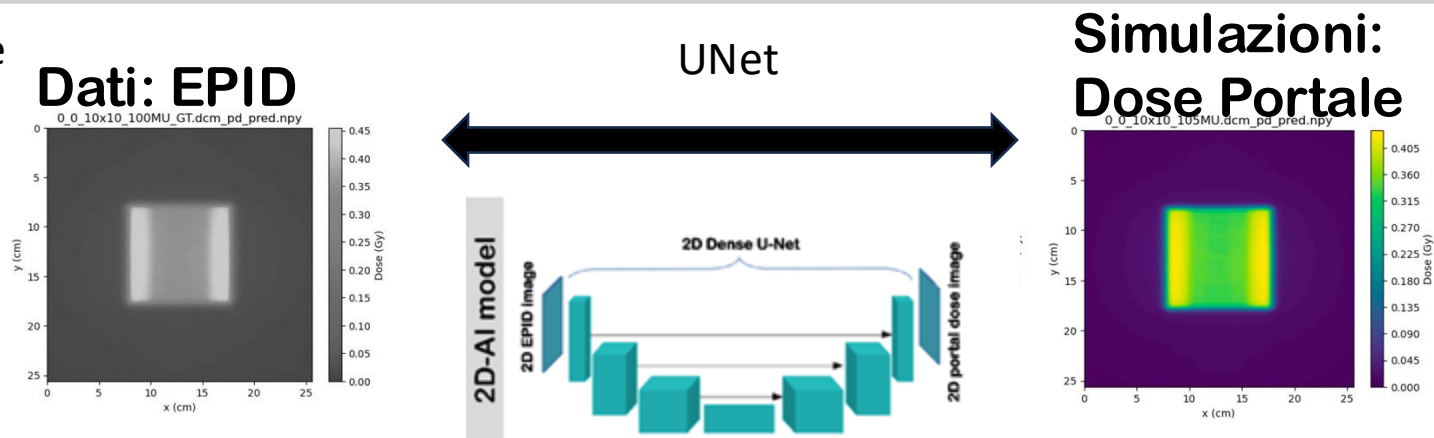 e
Dati: EPID
0_0_10x10_100MU_GT.dcm_pd_pred.npy
0
5
10
15
20
25
y (cm)
0
5
10
15
20
25
x (cm)
0.45
0.40
0.35
0.30
0.25
0.20
0.15
0.10
0.05
0.00
Dose (Gy)
UNet
2D-AI model
2D EPID image
2D Dense U-Net
2D portal dose image
Simulazioni:
Dose Portale
0_0_10x10_105MU.dcm_pd_pred.npy
0
5
10
15
20
25
y (cm)
0
5
10
15
20
25
x (cm)
0.405
0.360
0.315
0.270
0.225
0.180
0.135
0.090
0.045
0.000
Dose (Gy)